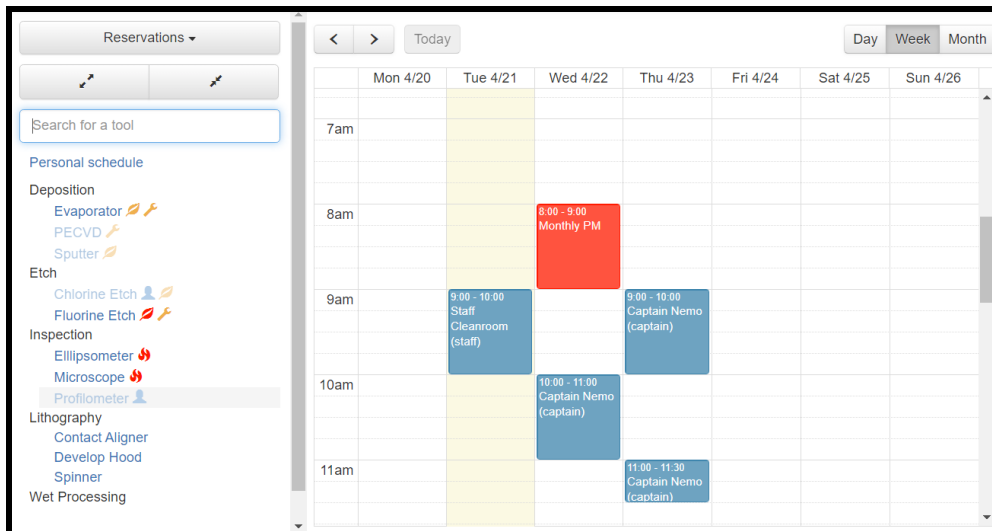 Reservations
Search for a tool
Personal schedule
Deposition
Evaporator
PECVD
Sputter
Etch
Chlorine Etch
Fluorine Etch
Inspection
Ellipsometer
Microscope
Profilometer
Lithography
Contact Aligner
Develop Hood
Spinner
Wet Processing
Today
Day Week Month
Mon 4/20 Tue 4/21 Wed 4/22 Thu 4/23 Fri 4/24 Sat 4/25 Sun 4/26
7am
8am
8:00 - 9:00
Monthly PM
9am
9:00 - 10:00
Staff
Cleanroom
(staff)
9:00 - 10:00
Captain Nemo
(captain)
10am
10:00 - 11:00
Captain Nemo
(captain)
11am
11:00 - 11:30
Captain Nemo
(captain)